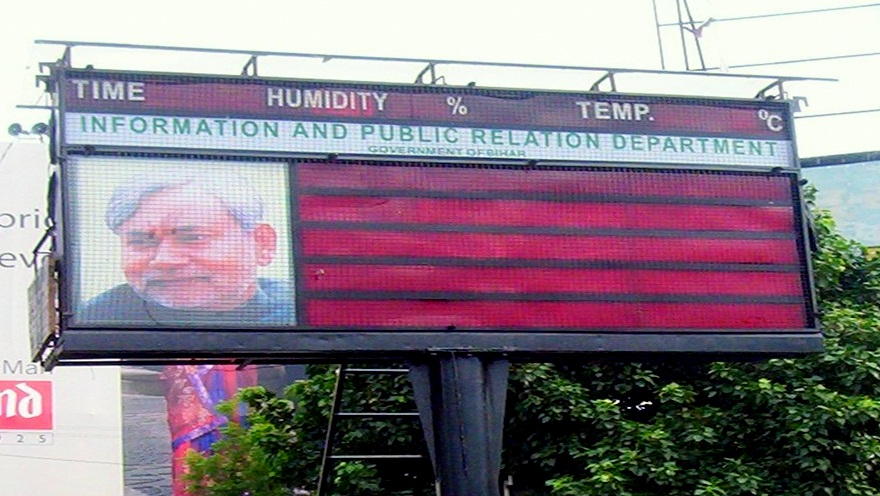 TIME HUMIDITY % TEMP. °C
INFORMATION AND PUBLIC RELATION DEPARTMENT
GOVERNMENT OF BIHAR